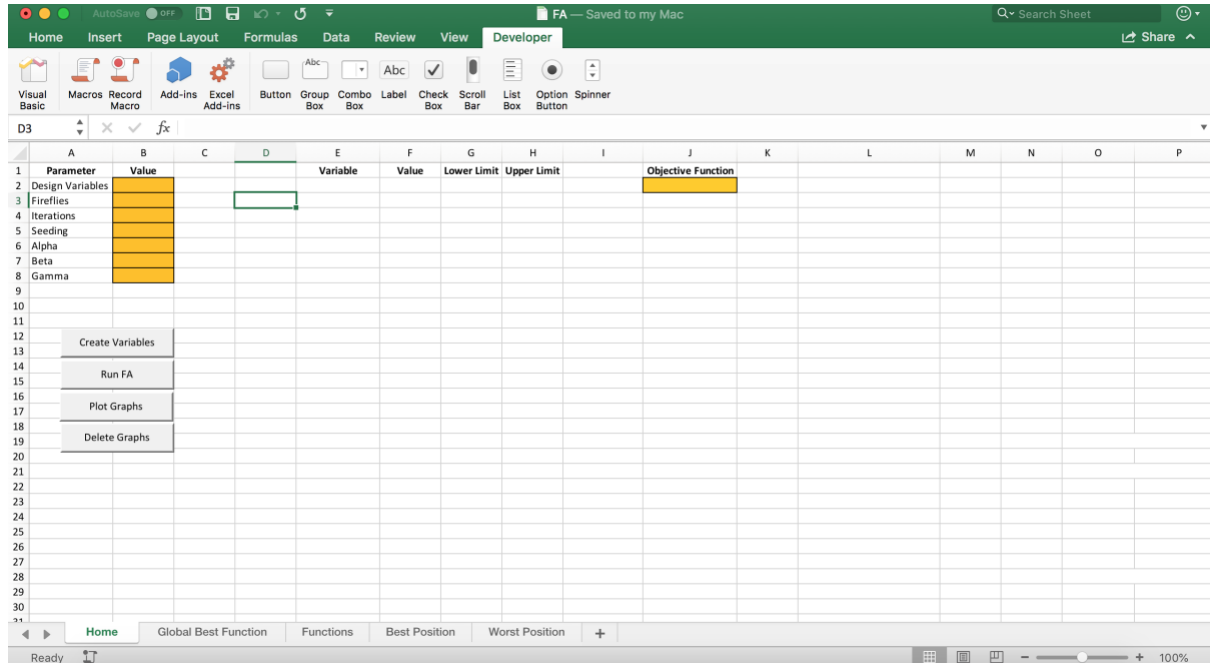 AutoSave OFF FA — Saved to my Mac Search Sheet
Home Insert Page Layout Formulas Data Review View Developer Share
Abc Abc
Visual Basic Macros Record Macro Add-ins Excel Add-ins Button Group Box Combo Box Label Check Box Scroll Bar List Box Option Button Spinner
D3 fx
A B C D E F G H I J K L M N O P
1 Parameter Value Variable Value Lower Limit Upper Limit Objective Function
2 Design Variables
3 Fireflies
4 Iterations
5 Seeding
6 Alpha
7 Beta
8 Gamma
9
10
11
12
Create Variables
13
14
Run FA
15
16
Plot Graphs
17
18
Delete Graphs
19
20
21
22
23
24
25
26
27
28
29
30
31
Home Global Best Function Functions Best Position Worst Position +
Ready − + 100%